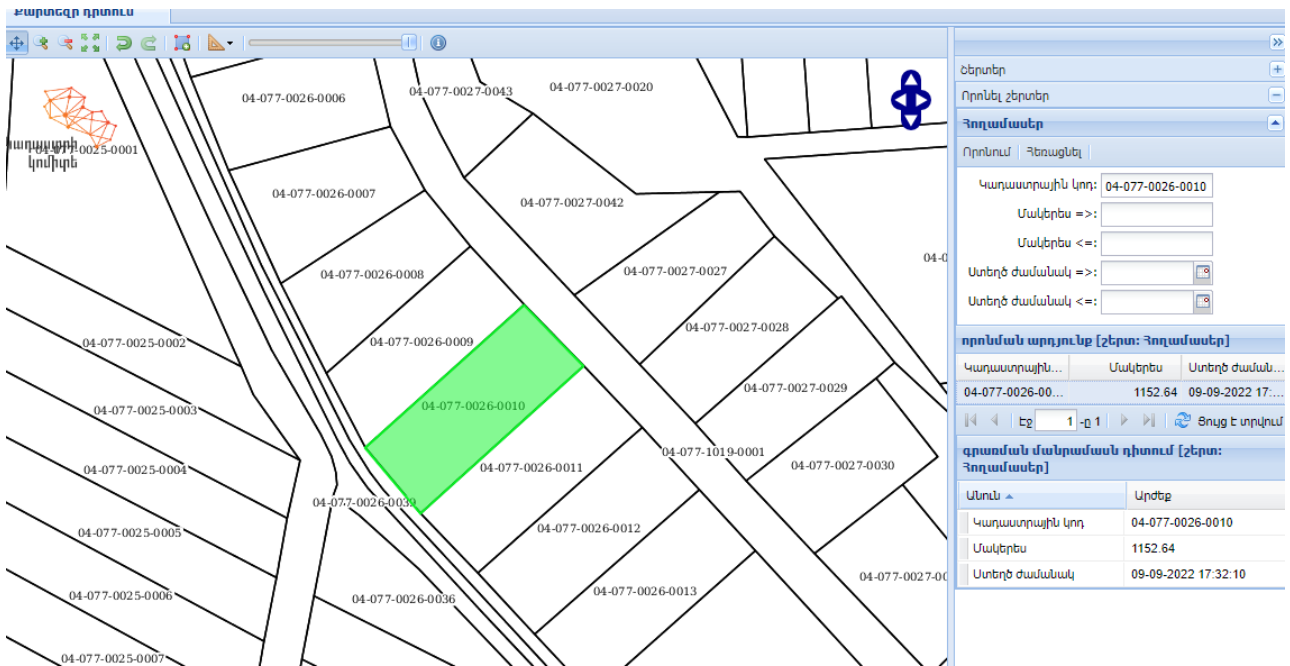 Քարտեզի դիտում
Շերտեր
Որոնել շերտեր
Հողամասեր
Որոնում Հեռացնել
Կադաստրային կոդ: 04-077-0026-0010
Մակերես =>:
Մակերես <=:
Ստեղծ ժամանակ =>:
Ստեղծ ժամանակ <=:
որոնման արդյունք [շերտ: Հողամասեր]
Կադաստրային... Մակերես Ստեղծ ժաման...
04-077-0026-00... 1152.64 09-09-2022 17:...
Էջ 1 -ը 1 Ցույց է տրվում
գրառման մանրամասն դիտում [շերտ:
Հողամասեր]
Անուն Արժեք
Կադաստրային կոդ 04-077-0026-0010
Մակերես 1152.64
Ստեղծ ժամանակ 09-09-2022 17:32:10
կադաստրի
կոմիտե
04-077-0025-0001
04-077-0026-0006
04-077-0027-0043
04-077-0027-0020
04-077-0026-0007
04-077-0027-0042
04-0
04-077-0026-0008
04-077-0027-0027
04-077-0027-0028
04-077-0025-0002
04-077-0026-0009
04-077-0027-0029
04-077-0025-0003
04-077-0026-0010
04-077-1019-0001
04-077-0025-0004
04-077-0026-0011
04-077-0027-0030
04-077-0026-0039
04-077-0025-0005
04-077-0026-0012
04-077-0027-00
04-077-0025-0006
04-077-0026-0036
04-077-0026-0013
04-077-0025-0007